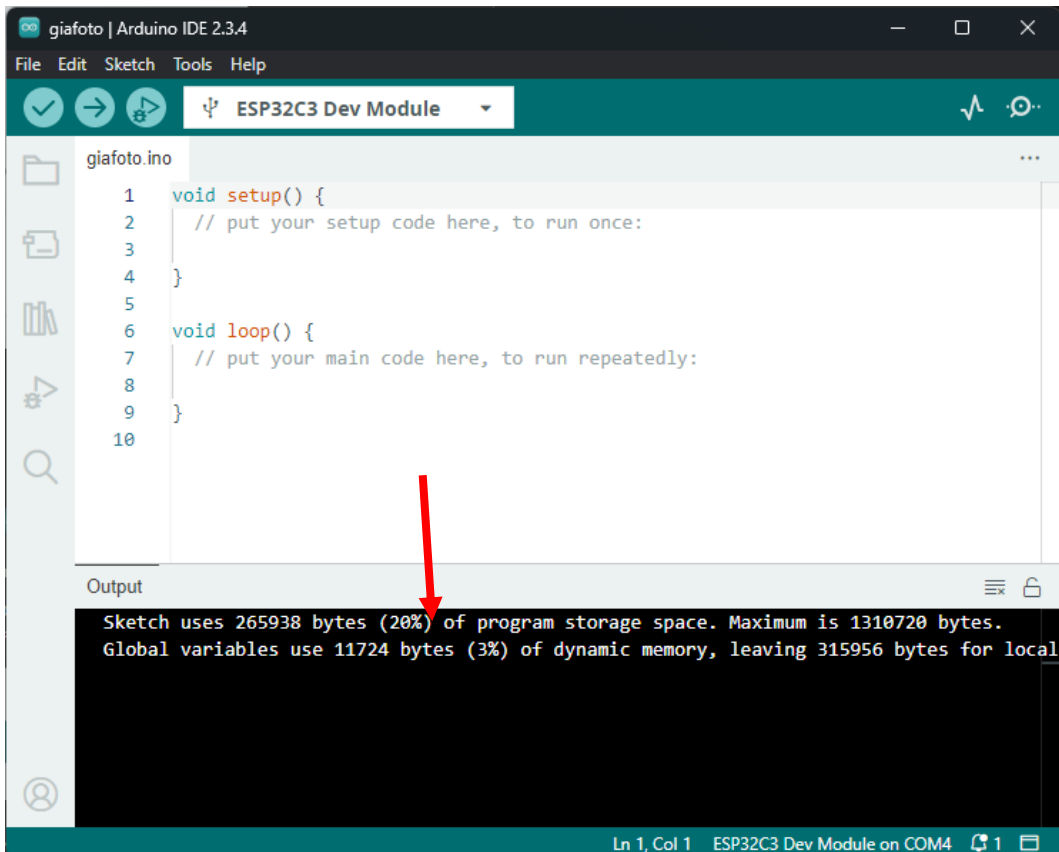 giafoto | Arduino IDE 2.3.4
File Edit Sketch Tools Help
ESP32C3 Dev Module
giafoto.ino
1 void setup() {
2 // put your setup code here, to run once:
3
4 }
5
6 void loop() {
7 // put your main code here, to run repeatedly:
8
9 }
10
Output
Sketch uses 265938 bytes (20%) of program storage space. Maximum is 1310720 bytes.
Global variables use 11724 bytes (3%) of dynamic memory, leaving 315956 bytes for local
Ln 1, Col 1 ESP32C3 Dev Module on COM4 1